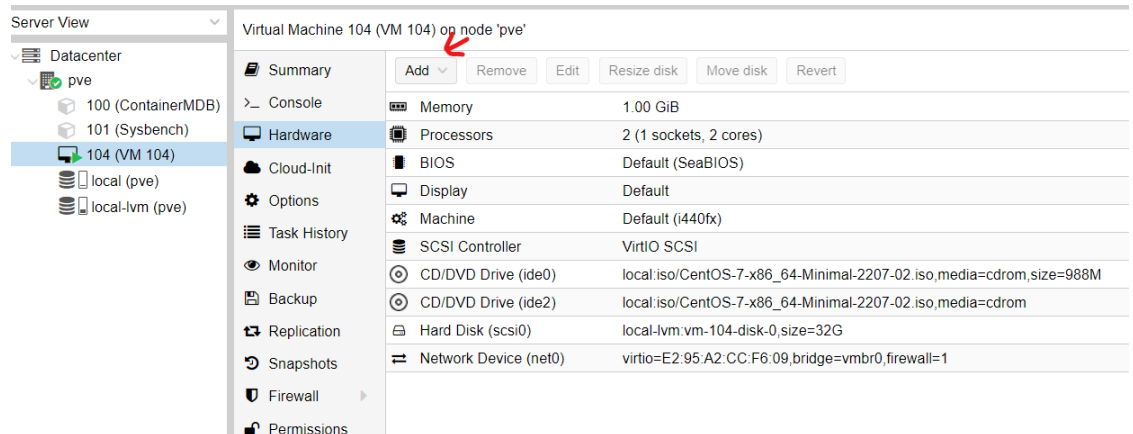 Server View
Datacenter
pve
100 (ContainerMDB)
101 (Sysbench)
104 (VM 104)
local (pve)
local-lvm (pve)
Virtual Machine 104 (VM 104) on node 'pve'
Summary
Console
Hardware
Cloud-Init
Options
Task History
Monitor
Backup
Replication
Snapshots
Firewall
Permissions
Add Remove Edit Resize disk Move disk Revert
Memory 1.00 GiB
Processors 2 (1 sockets, 2 cores)
BIOS Default (SeaBIOS)
Display Default
Machine Default (i440fx)
SCSI Controller VirtIO SCSI
CD/DVD Drive (ide0) local:iso/CentOS-7-x86_64-Minimal-2207-02.iso,media=cdrom,size=988M
CD/DVD Drive (ide2) local:iso/CentOS-7-x86_64-Minimal-2207-02.iso,media=cdrom
Hard Disk (scsi0) local-lvm:vm-104-disk-0,size=32G
Network Device (net0) virtio=E2:95:A2:CC:F6:09,bridge=vmbr0,firewall=1